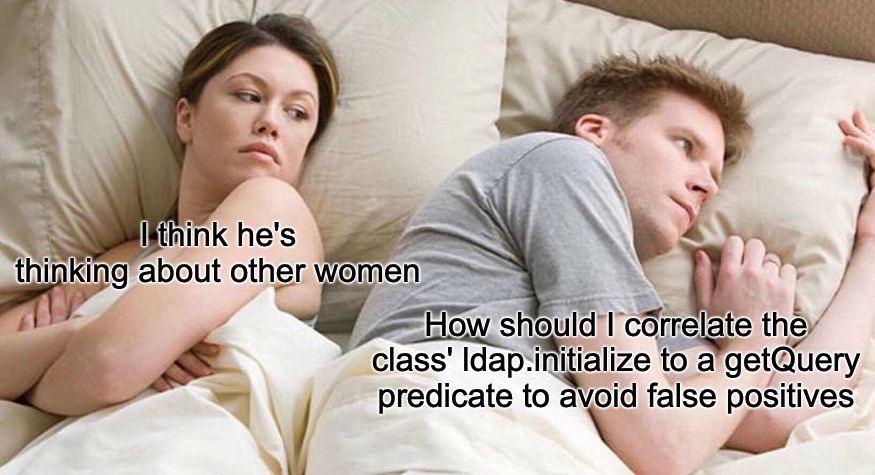 I think he's
thinking about other women
How should I correlate the
class' ldap.initialize to a getQuery
predicate to avoid false positives